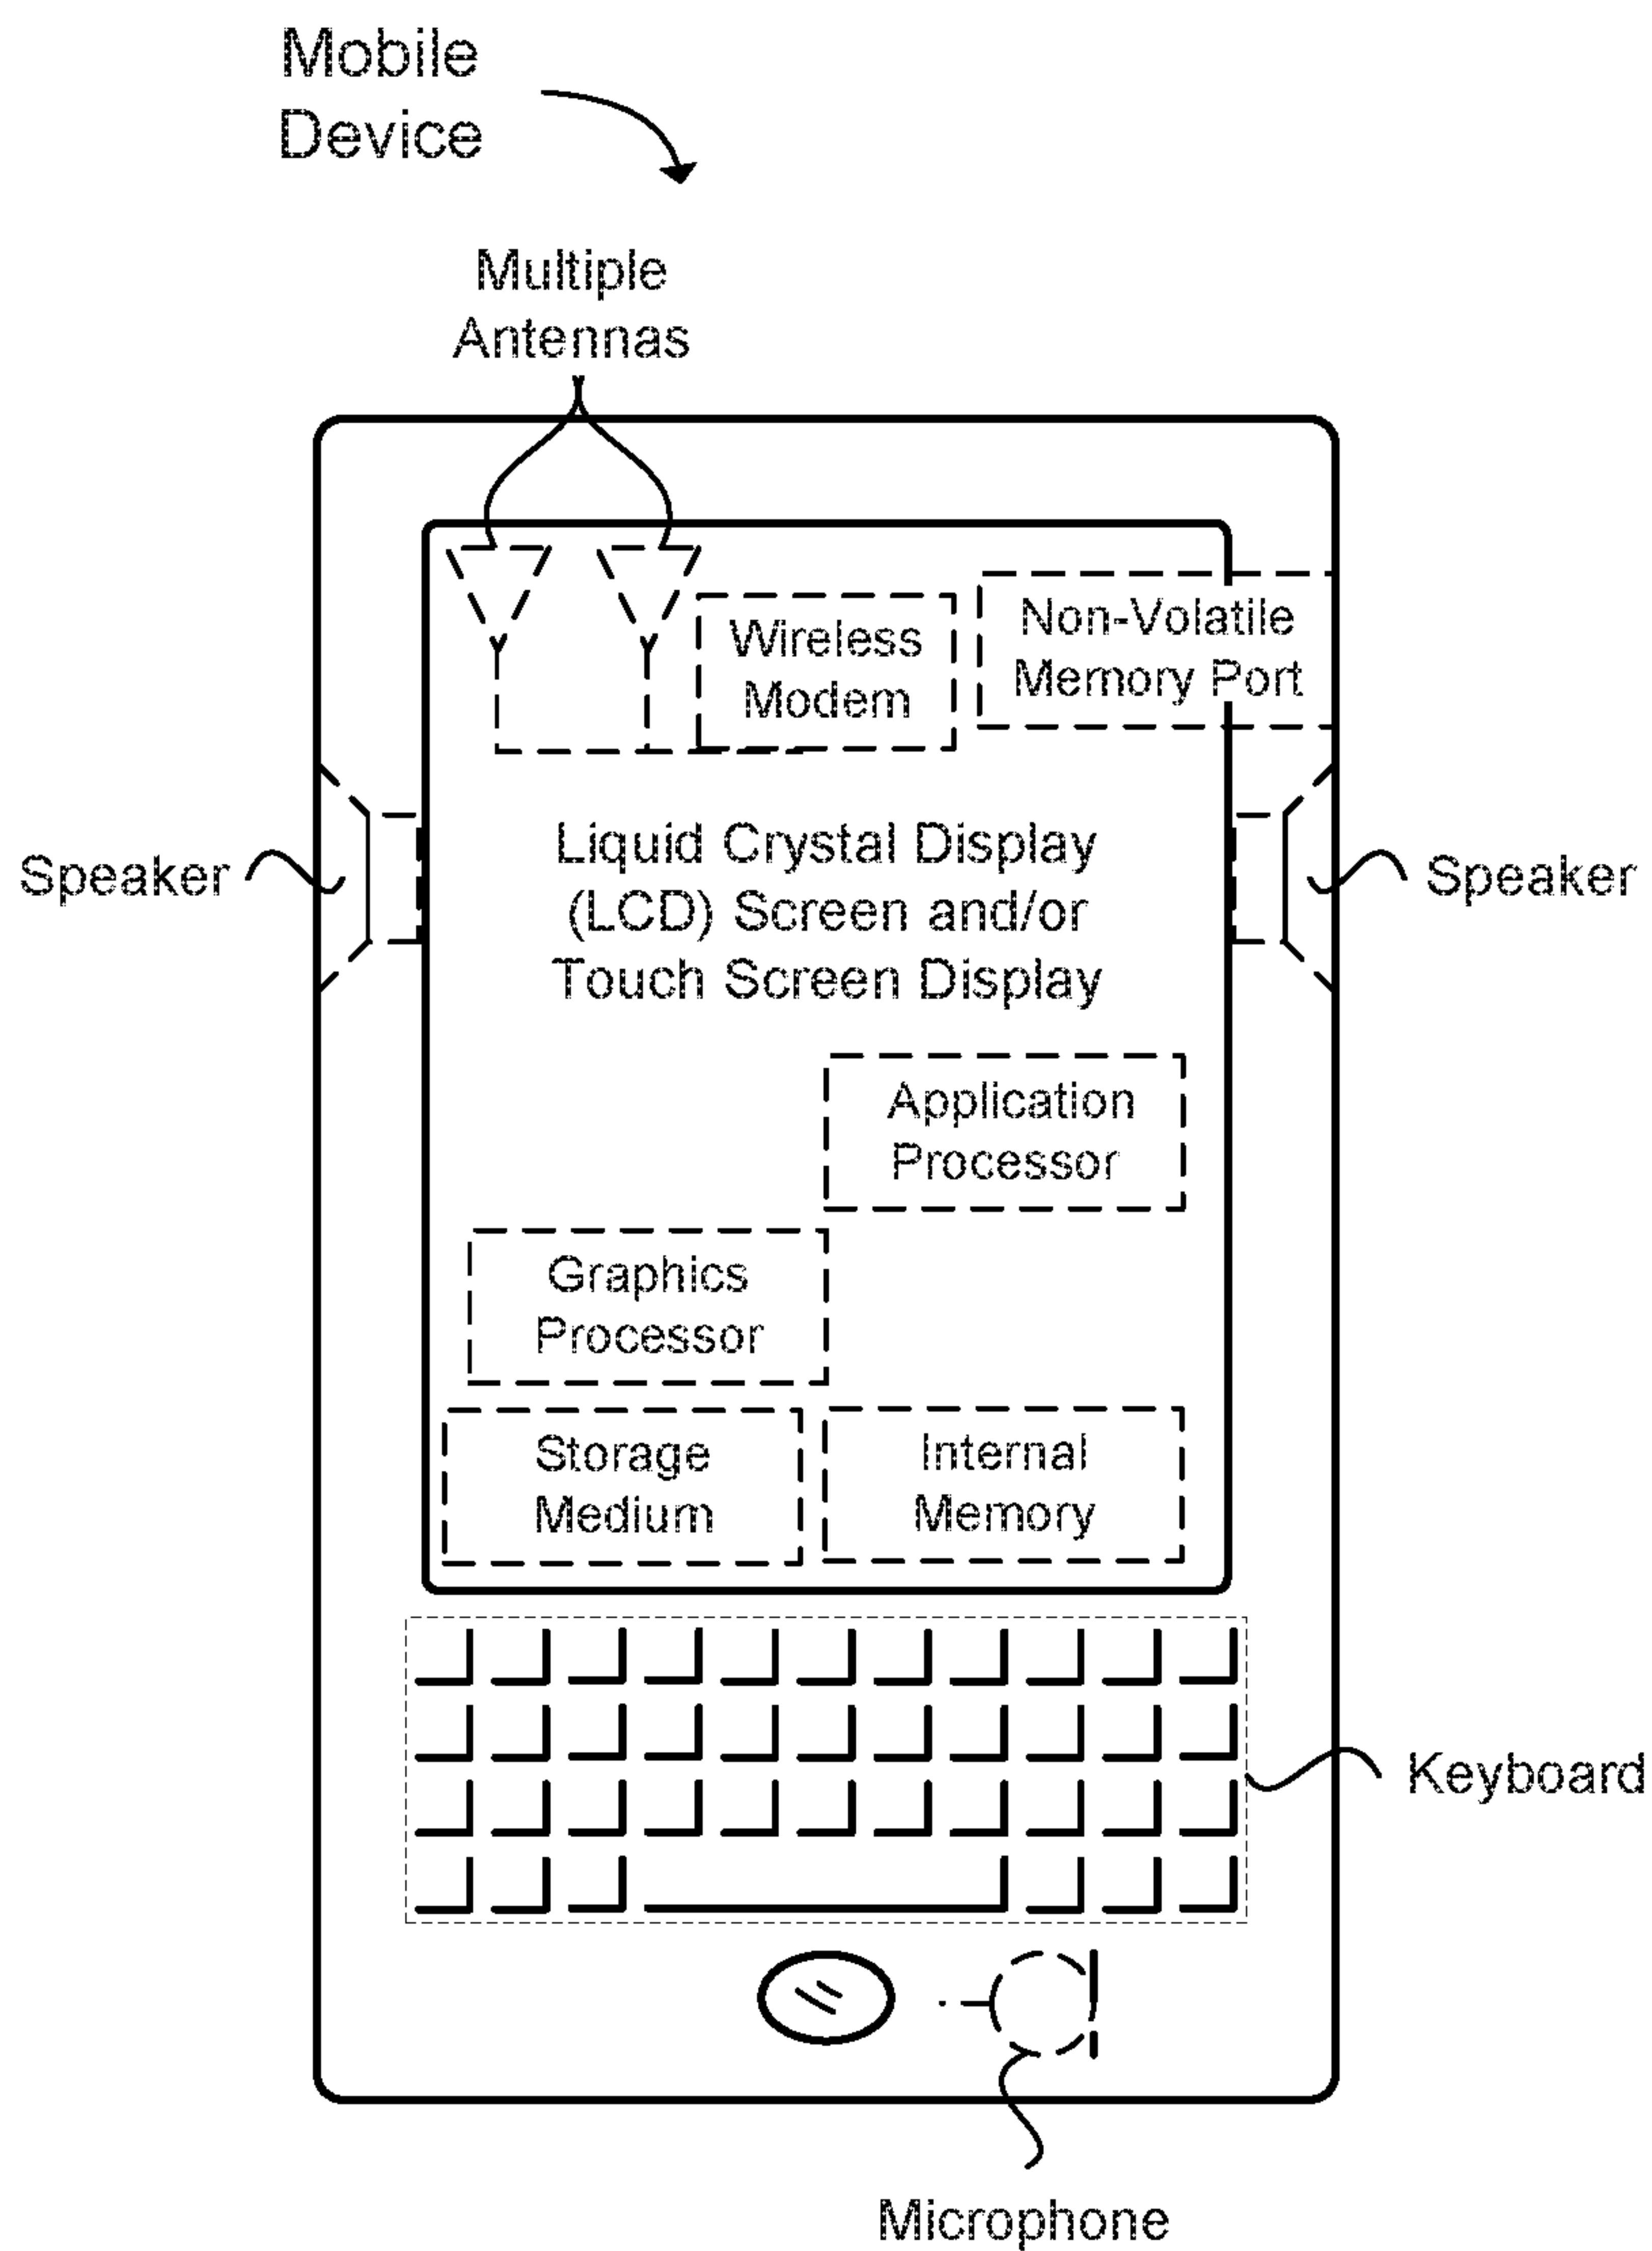 Mobile
Device
Multiple
Antennas
Wireless
Modem
Non-Volatile
Memory Port
Speaker
Liquid Crystal Display
(LCD) Screen and/or
Touch Screen Display
Speaker
Application
Processor
Graphics
Processor
Storage
Medium
Internal
Memory
Keyboard
Microphone